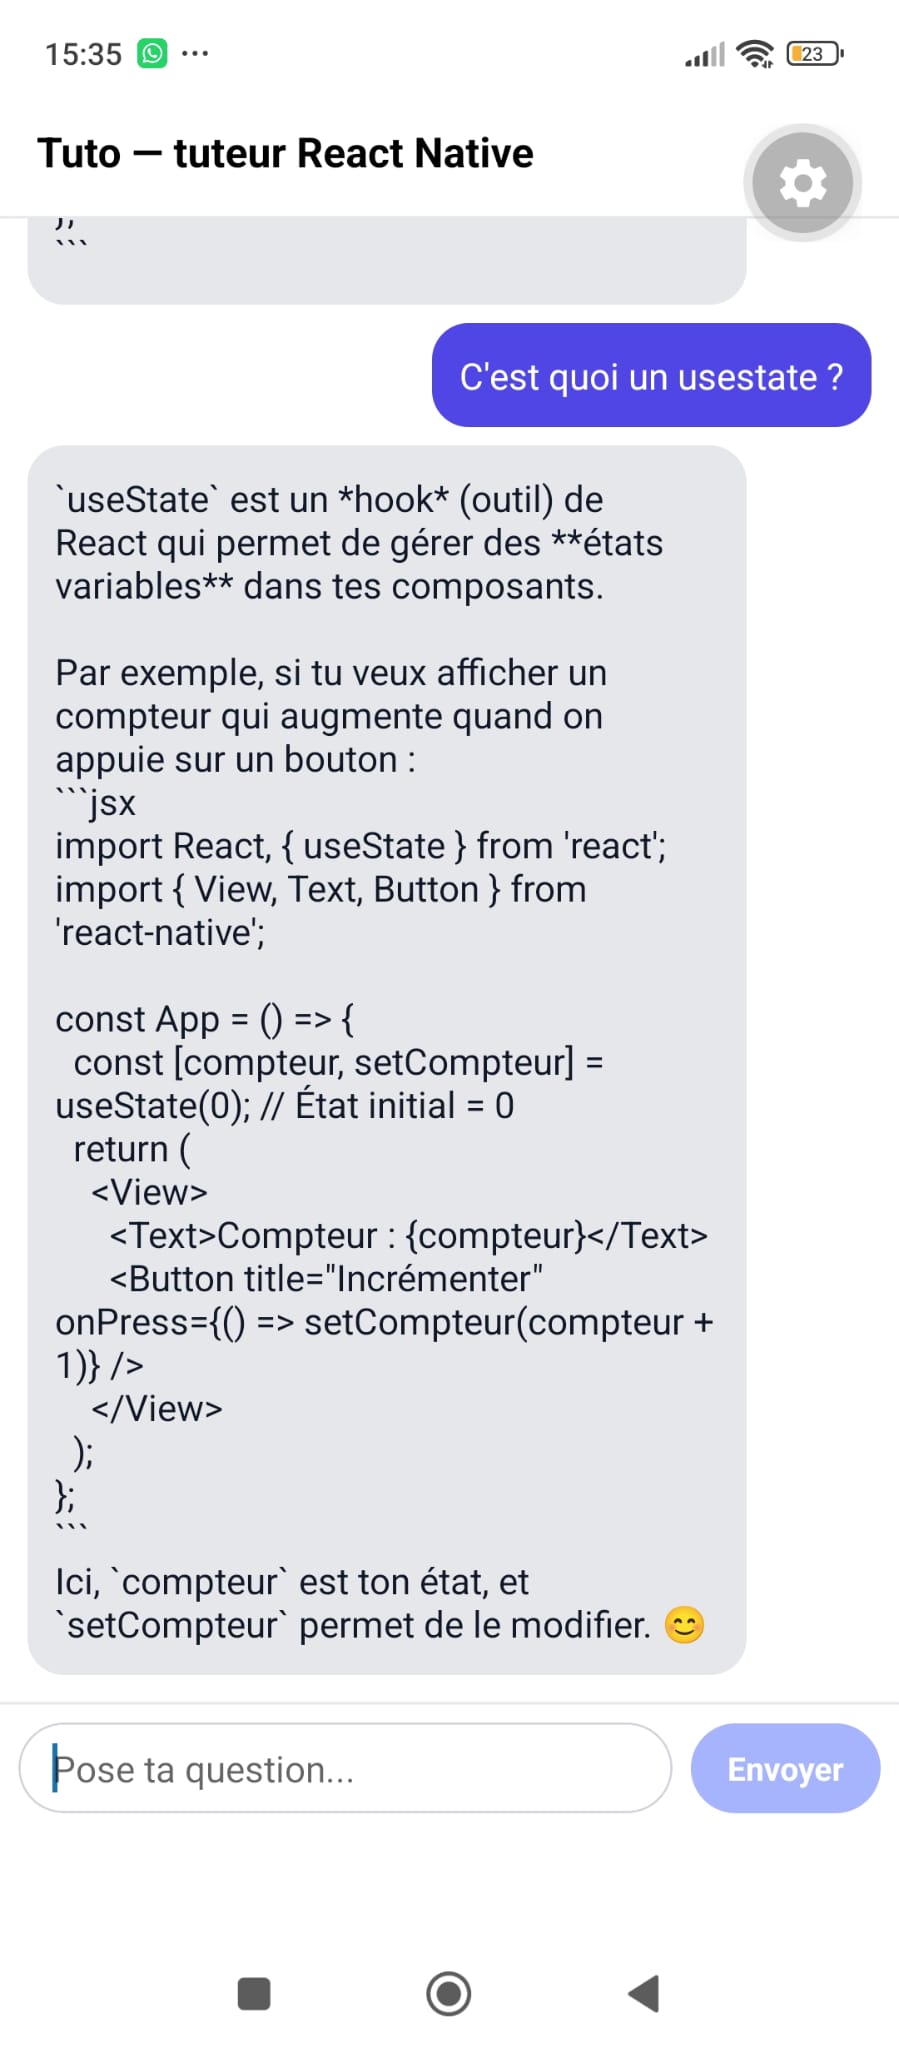 15:35
23
Tuto — tuteur React Native
};
```
C'est quoi un usestate ?
`useState` est un *hook* (outil) de
React qui permet de gérer des **états
variables** dans tes composants.
Par exemple, si tu veux afficher un
compteur qui augmente quand on
appuie sur un bouton :
```jsx
import React, { useState } from 'react';
import { View, Text, Button } from
'react-native';
const App = () => {
  const [compteur, setCompteur] =
useState(0); // État initial = 0
  return (
    <View>
      <Text>Compteur : {compteur}</Text>
      <Button title="Incrémenter"
onPress={() => setCompteur(compteur +
1)} />
    </View>
  );
};
```
Ici, `compteur` est ton état, et
`setCompteur` permet de le modifier. 😊
Pose ta question...
Envoyer